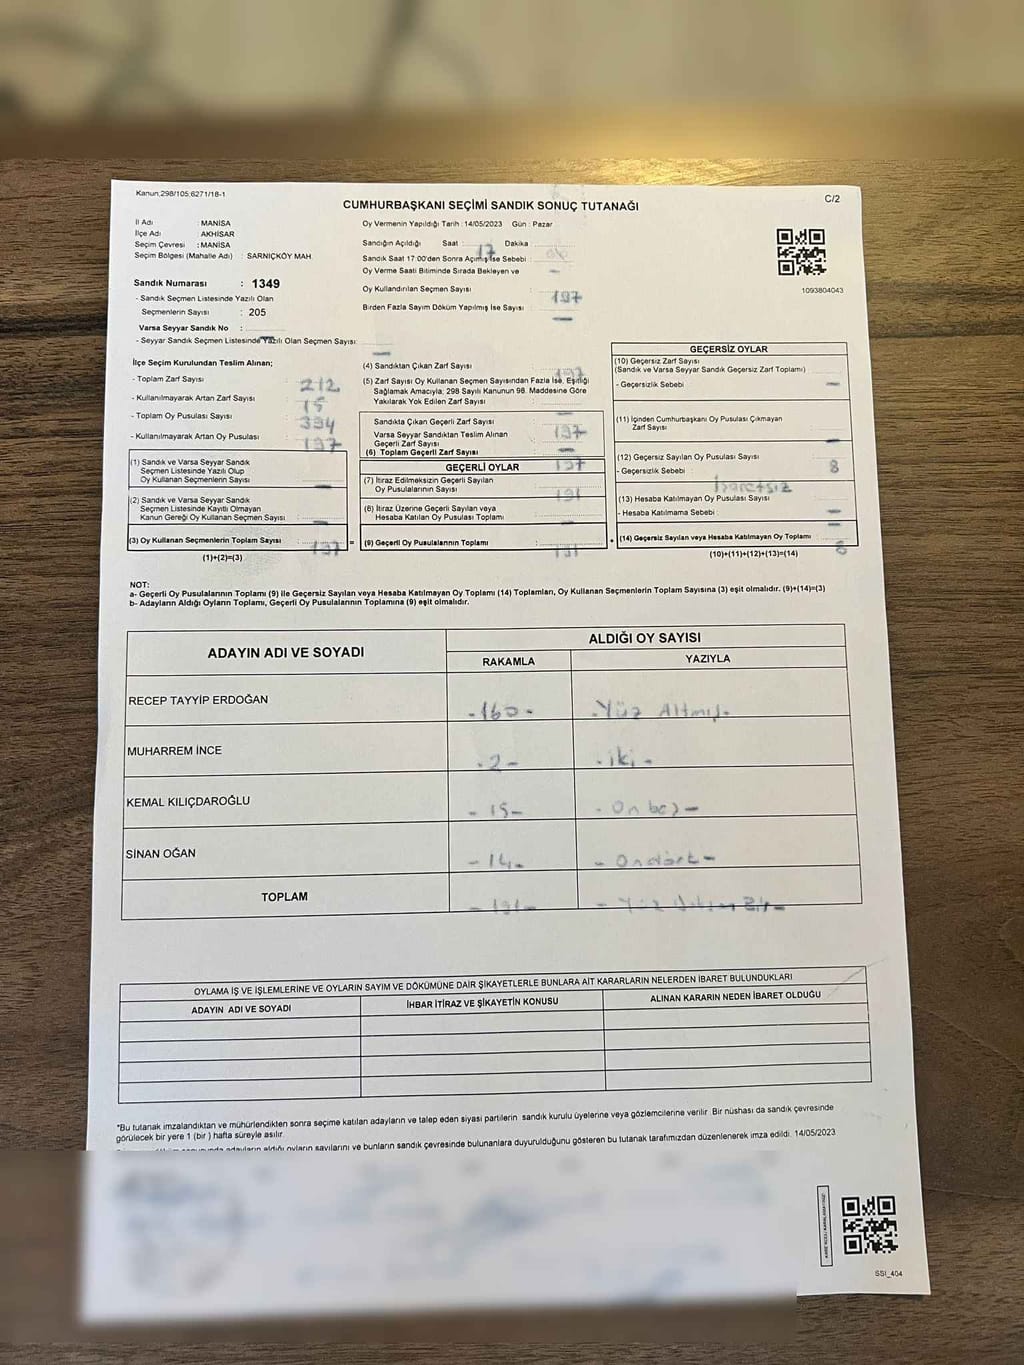 Kanun:298/105;6271/18-1
C/2
CUMHURBAŞKANI SEÇİMİ SANDIK SONUÇ TUTANAĞI
İl Adı : MANİSA
İlçe Adı : AKHİSAR
Seçim Çevresi : MANİSA
Seçim Bölgesi (Mahalle Adı) : SARNIÇKÖY MAH.
Sandık Numarası : 1349
- Sandık Seçmen Listesinde Yazılı Olan
Seçmenlerin Sayısı : 205
Varsa Seyyar Sandık No :
- Seyyar Sandık Seçmen Listesinde Yazılı Olan Seçmen Sayısı:
Oy Vermenin Yapıldığı Tarih :14/05/2023 Gün : Pazar
Sandığın Açıldığı Saat : 17 Dakika :
Sandık Saat 17:00'den Sonra Açılmış İse Sebebi :
Oy Verme Saati Bitiminde Sırada Bekleyen ve
Oy Kullandırılan Seçmen Sayısı :
197
Birden Fazla Sayım Döküm Yapılmış İse Sayısı :
1093804043
İlçe Seçim Kurulundan Teslim Alınan;
- Toplam Zarf Sayısı : 212
- Kullanılmayarak Artan Zarf Sayısı : 15
- Toplam Oy Pusulası Sayısı : 394
- Kullanılmayarak Artan Oy Pusulası : 197
(1) Sandık ve Varsa Seyyar Sandık
Seçmen Listesinde Yazılı Olup
Oy Kullanan Seçmenlerin Sayısı :
(2) Sandık ve Varsa Seyyar Sandık
Seçmen Listesinde Kayıtlı Olmayan
Kanun Gereği Oy Kullanan Seçmen Sayısı :
(3) Oy Kullanan Seçmenlerin Toplam Sayısı : 197
(1)+(2)=(3)
(4) Sandıktan Çıkan Zarf Sayısı : 197
(5) Zarf Sayısı Oy Kullanan Seçmen Sayısından Fazla İse, Eşitliği
Sağlamak Amacıyla; 298 Sayılı Kanunun 98. Maddesine Göre
Yakılarak Yok Edilen Zarf Sayısı :
Sandıkta Çıkan Geçerli Zarf Sayısı : 197
Varsa Seyyar Sandıktan Teslim Alınan
Geçerli Zarf Sayısı :
(6) Toplam Geçerli Zarf Sayısı : 197
GEÇERLİ OYLAR
(7) İtiraz Edilmeksizin Geçerli Sayılan
Oy Pusulalarının Sayısı : 191
(8) İtiraz Üzerine Geçerli Sayılan veya
Hesaba Katılan Oy Pusulası Toplamı :
= (9) Geçerli Oy Pusulalarının Toplamı : 191
GEÇERSİZ OYLAR
(10) Geçersiz Zarf Sayısı
(Sandık ve Varsa Seyyar Sandık Geçersiz Zarf Toplamı) :
- Geçersizlik Sebebi :
(11) İçinden Cumhurbaşkanı Oy Pusulası Çıkmayan
Zarf Sayısı :
(12) Geçersiz Sayılan Oy Pusulası Sayısı : 8
- Geçersizlik Sebebi : İşaretsiz
(13) Hesaba Katılmayan Oy Pusulası Sayısı :
- Hesaba Katılmama Sebebi :
+ (14) Geçersiz Sayılan veya Hesaba Katılmayan Oy Toplamı :
(10)+(11)+(12)+(13)=(14)
NOT:
a- Geçerli Oy Pusulalarının Toplamı (9) ile Geçersiz Sayılan veya Hesaba Katılmayan Oy Toplamı (14) Toplamları, Oy Kullanan Seçmenlerin Toplam Sayısına (3) eşit olmalıdır. (9)+(14)=(3)
b- Adayların Aldığı Oyların Toplamı, Geçerli Oy Pusulalarının Toplamına (9) eşit olmalıdır.
ADAYIN ADI VE SOYADI
ALDIĞI OY SAYISI
RAKAMLA YAZIYLA
RECEP TAYYİP ERDOĞAN -160- -Yüz Altmış-
MUHARREM İNCE -2- -iki-
KEMAL KILIÇDAROĞLU -15- -Onbeş-
SİNAN OĞAN -14- -Ondört-
TOPLAM -191- -Yüz Doksan Bir-
OYLAMA İŞ VE İŞLEMLERİNE VE OYLARIN SAYIM VE DÖKÜMÜNE DAİR ŞİKAYETLERLE BUNLARA AİT KARARLARIN NELERDEN İBARET BULUNDUKLARI
ADAYIN ADI VE SOYADI İHBAR İTİRAZ VE ŞİKAYETİN KONUSU ALINAN KARARIN NEDEN İBARET OLDUĞU
*Bu tutanak imzalandıktan ve mühürlendikten sonra seçime katılan adayların ve talep eden siyasi partilerin sandık kurulu üyelerine veya gözlemcilerine verilir. Bir nüshası da sandık çevresinde
görülecek bir yere 1 (bir) hafta süreyle asılır.
adayların aldığı oyların sayılarını ve bunların sandık çevresinde bulunanlara duyurulduğunu gösteren bu tutanak tarafımızdan düzenlenerek imza edildi. 14/05/2023
SSI_404